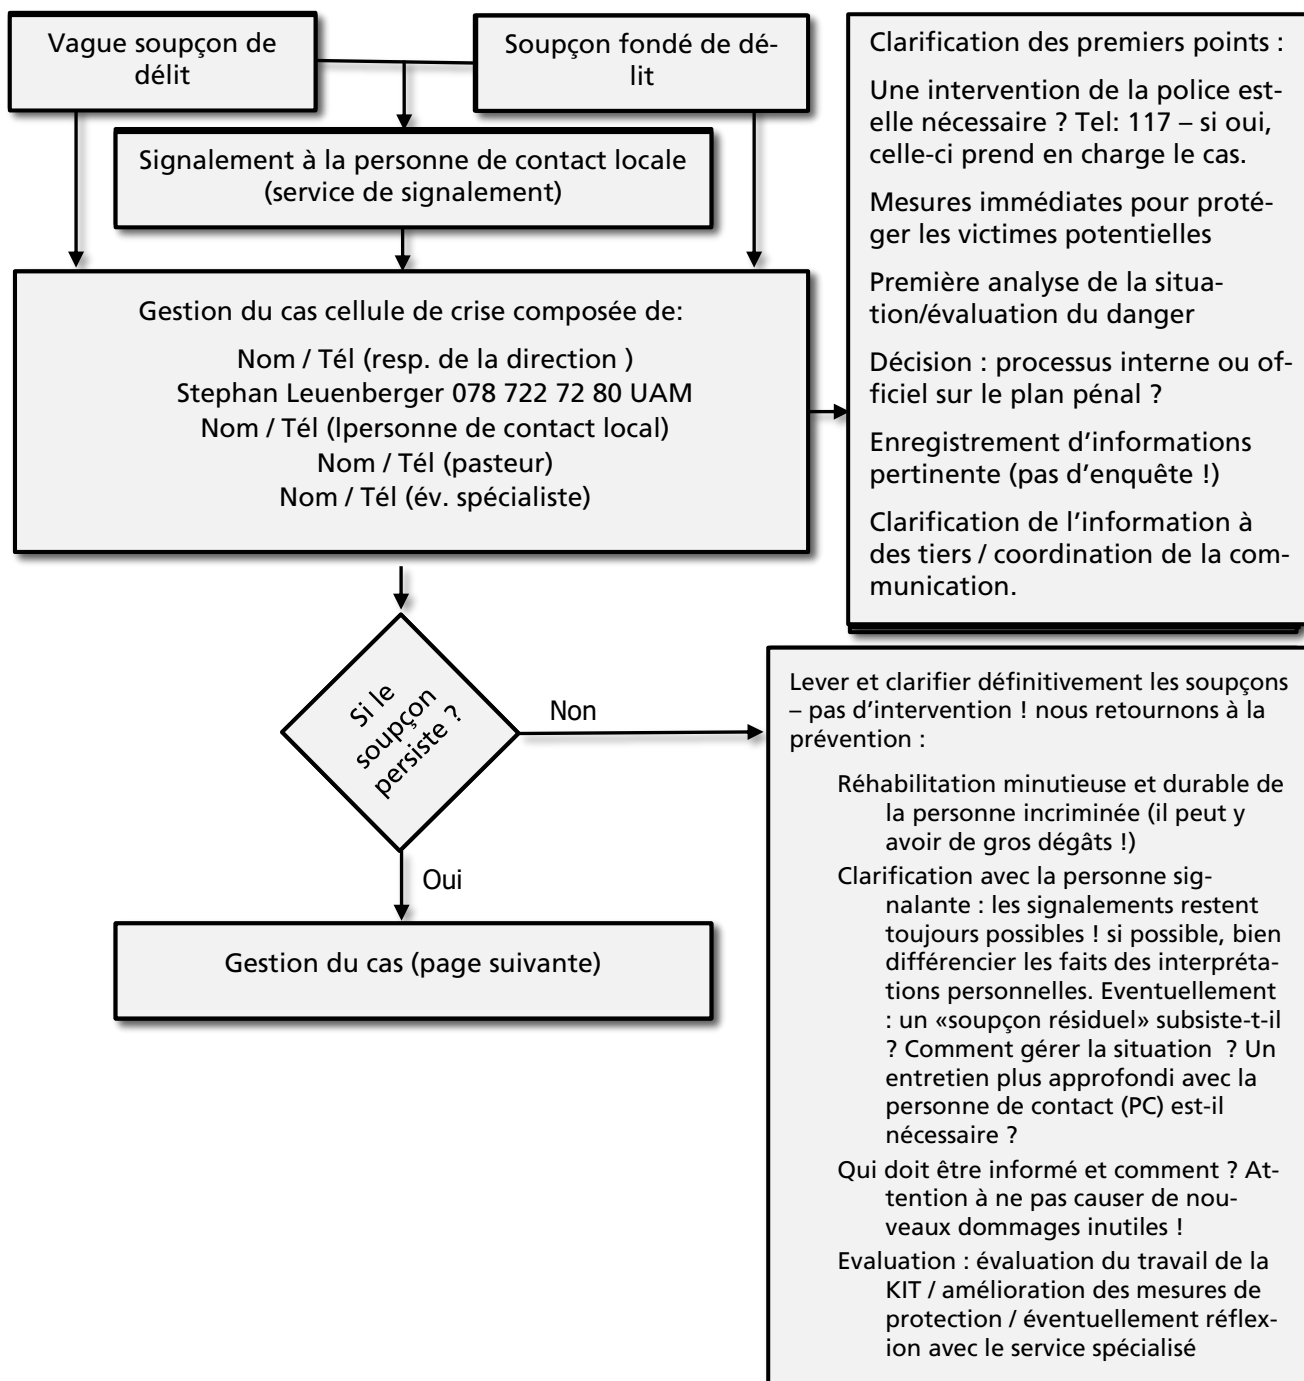 Vague soupçon de
délit
Soupçon fondé de dé-
lit
Signalement à la personne de contact locale
(service de signalement)
Gestion du cas cellule de crise composée de:
Nom / Tél (resp. de la direction )
Stephan Leuenberger 078 722 72 80 UAM
Nom / Tél (lpersonne de contact local)
Nom / Tél (pasteur)
Nom / Tél (év. spécialiste)
Clarification des premiers points :
Une intervention de la police est-
elle nécessaire ? Tel: 117 – si oui,
celle-ci prend en charge le cas.
Mesures immédiates pour proté-
ger les victimes potentielles
Première analyse de la situa-
tion/évaluation du danger
Décision : processus interne ou of-
ficiel sur le plan pénal ?
Enregistrement d’informations
pertinente (pas d’enquête !)
Clarification de l’information à
des tiers / coordination de la com-
munication.
Si le
soupçon
persiste ?
Non
Oui
Gestion du cas (page suivante)
Lever et clarifier définitivement les soupçons
– pas d’intervention ! nous retournons à la
prévention :
Réhabilitation minutieuse et durable de
la personne incriminée (il peut y
avoir de gros dégâts !)
Clarification avec la personne sig-
nalante : les signalements restent
toujours possibles ! si possible, bien
différencier les faits des interpréta-
tions personnelles. Eventuellement
: un «soupçon résiduel» subsiste-t-il
? Comment gérer la situation  ? Un
entretien plus approfondi avec la
personne de contact (PC) est-il
nécessaire ?
Qui doit être informé et comment ? At-
tention à ne pas causer de nou-
veaux dommages inutiles !
Evaluation : évaluation du travail de la
KIT / amélioration des mesures de
protection / éventuellement réflex-
ion avec le service spécialisé